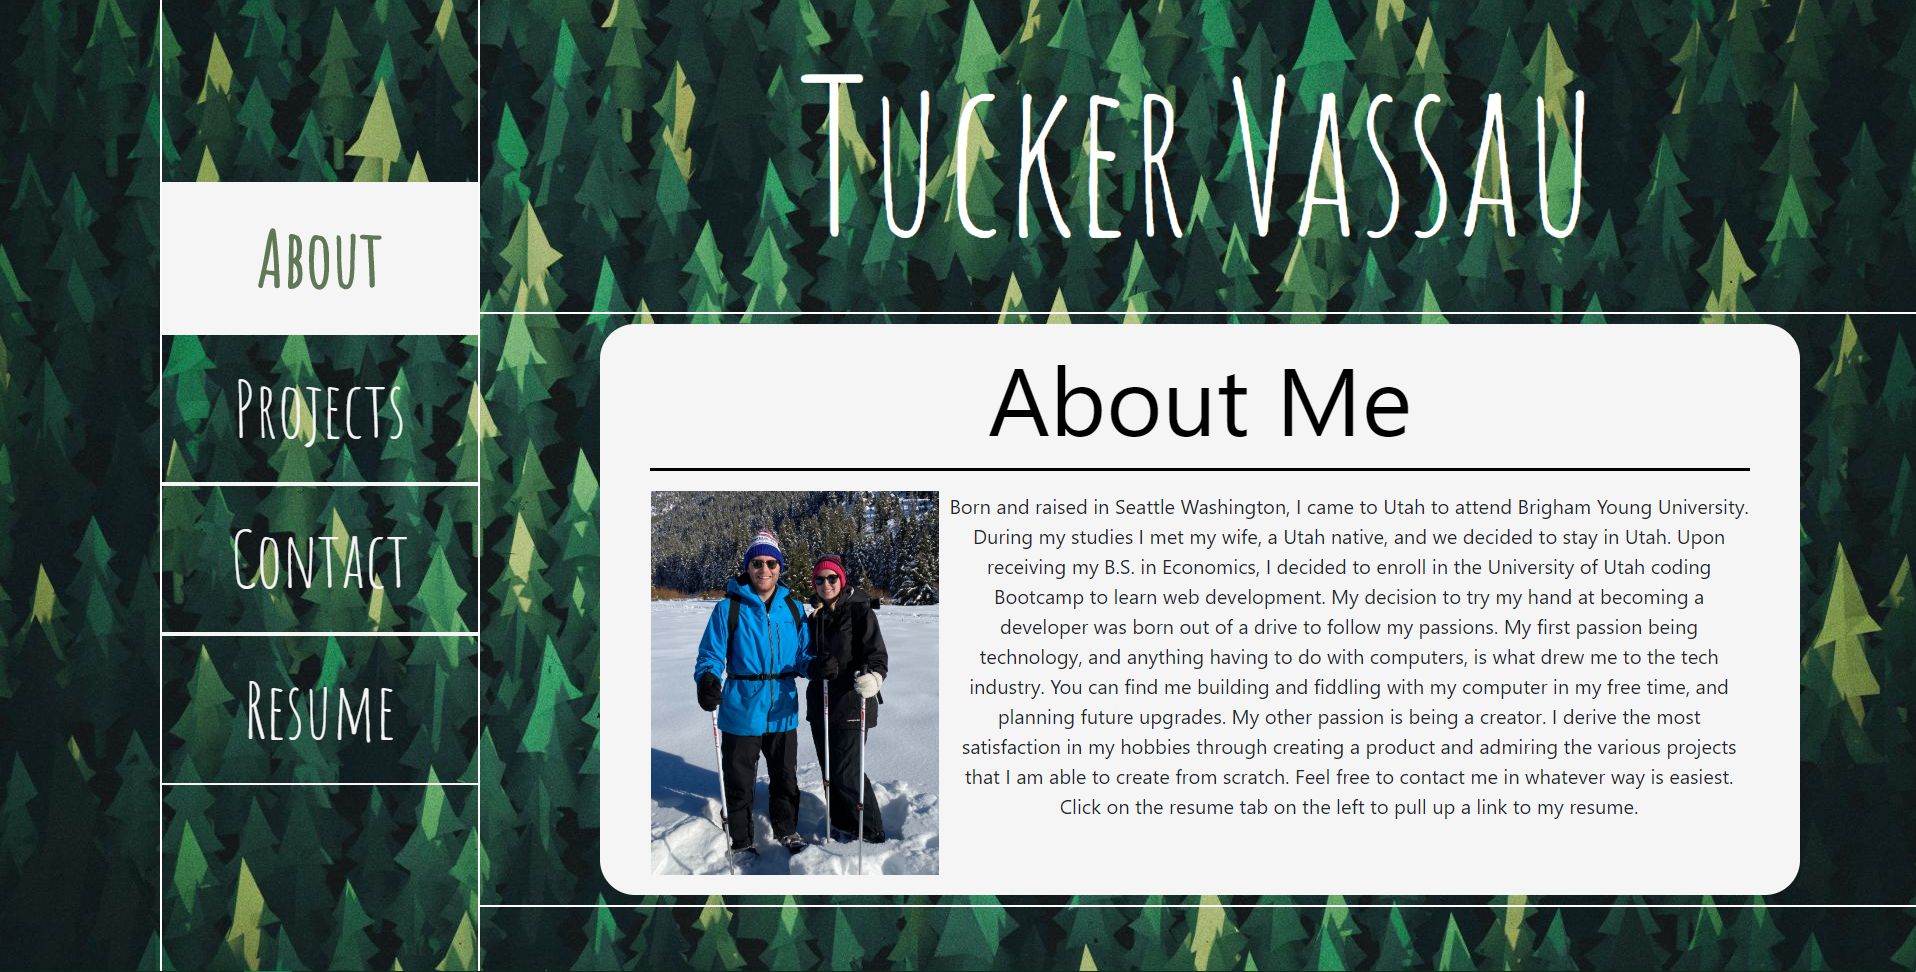 Tucker Vassau
About
Projects
Contact
Resume
About Me
Born and raised in Seattle Washington, I came to Utah to attend Brigham Young University.
During my studies I met my wife, a Utah native, and we decided to stay in Utah. Upon
receiving my B.S. in Economics, I decided to enroll in the University of Utah coding
Bootcamp to learn web development. My decision to try my hand at becoming a
developer was born out of a drive to follow my passions. My first passion being
technology, and anything having to do with computers, is what drew me to the tech
industry. You can find me building and fiddling with my computer in my free time, and
planning future upgrades. My other passion is being a creator. I derive the most
satisfaction in my hobbies through creating a product and admiring the various projects
that I am able to create from scratch. Feel free to contact me in whatever way is easiest.
Click on the resume tab on the left to pull up a link to my resume.